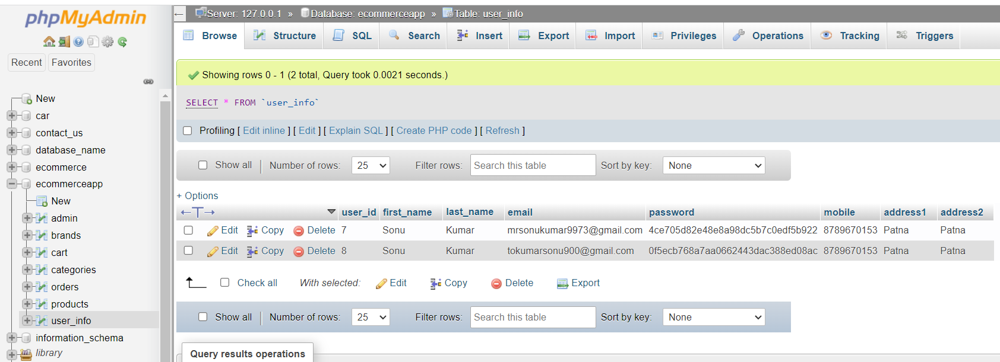 phpMyAdmin
Recent Favorites
New
car
contact_us
database_name
ecommerce
ecommerceapp
New
admin
brands
cart
categories
orders
products
user_info
information_schema
library
← Server: 127.0.0.1 » Database: ecommerceapp » Table: user_info
Browse Structure SQL Search Insert Export Import Privileges Operations Tracking Triggers
Showing rows 0 - 1 (2 total, Query took 0.0021 seconds.)
SELECT * FROM `user_info`
Profiling [ Edit inline ] [ Edit ] [ Explain SQL ] [ Create PHP code ] [ Refresh ]
Show all Number of rows: 25 Filter rows: Search this table Sort by key: None
+ Options
←T→ user_id first_name last_name email password mobile address1 address2
Edit Copy Delete 7 Sonu Kumar mrsonukumar9973@gmail.com 4ce705d82e48e8a98dc5b7c0edf5b922 8789670153 Patna Patna
Edit Copy Delete 8 Sonu Kumar tokumarsonu900@gmail.com 0f5ecb768a7aa0662443dac388ed08ac 8789670153 Patna Patna
Check all With selected: Edit Copy Delete Export
Show all Number of rows: 25 Filter rows: Search this table Sort by key: None
Query results operations